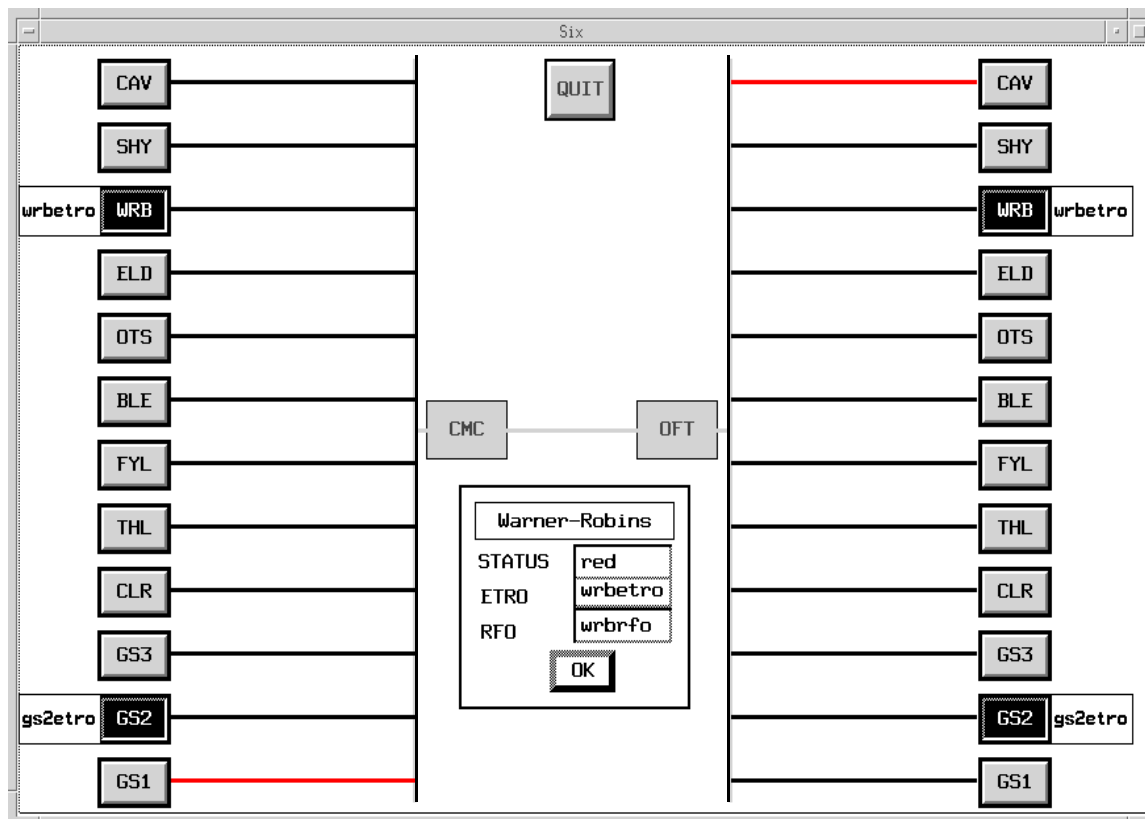 Six
CAV QUIT CAV
SHY SHY
wrbetro WRB WRB wrbetro
ELD ELD
OTS OTS
BLE BLE
CMC OFT
FYL FYL
Warner-Robins
THL THL
STATUS red
CLR ETRO wrbetro CLR
RFO wrbrfo
GS3 OK GS3
gs2etro GS2 GS2 gs2etro
GS1 GS1